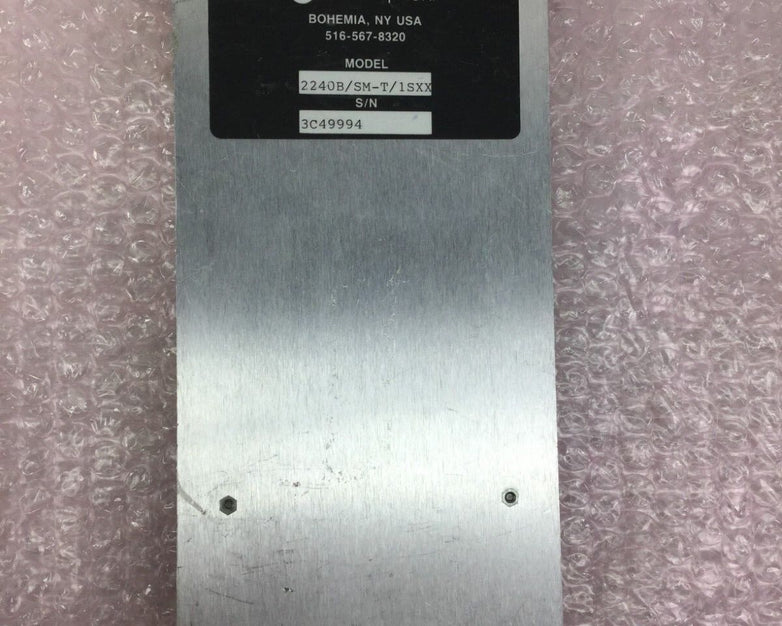 BOHEMIA, NY USA
516-567-8320
MODEL
2240B/SM-T/1SXX
S/N
3C49994